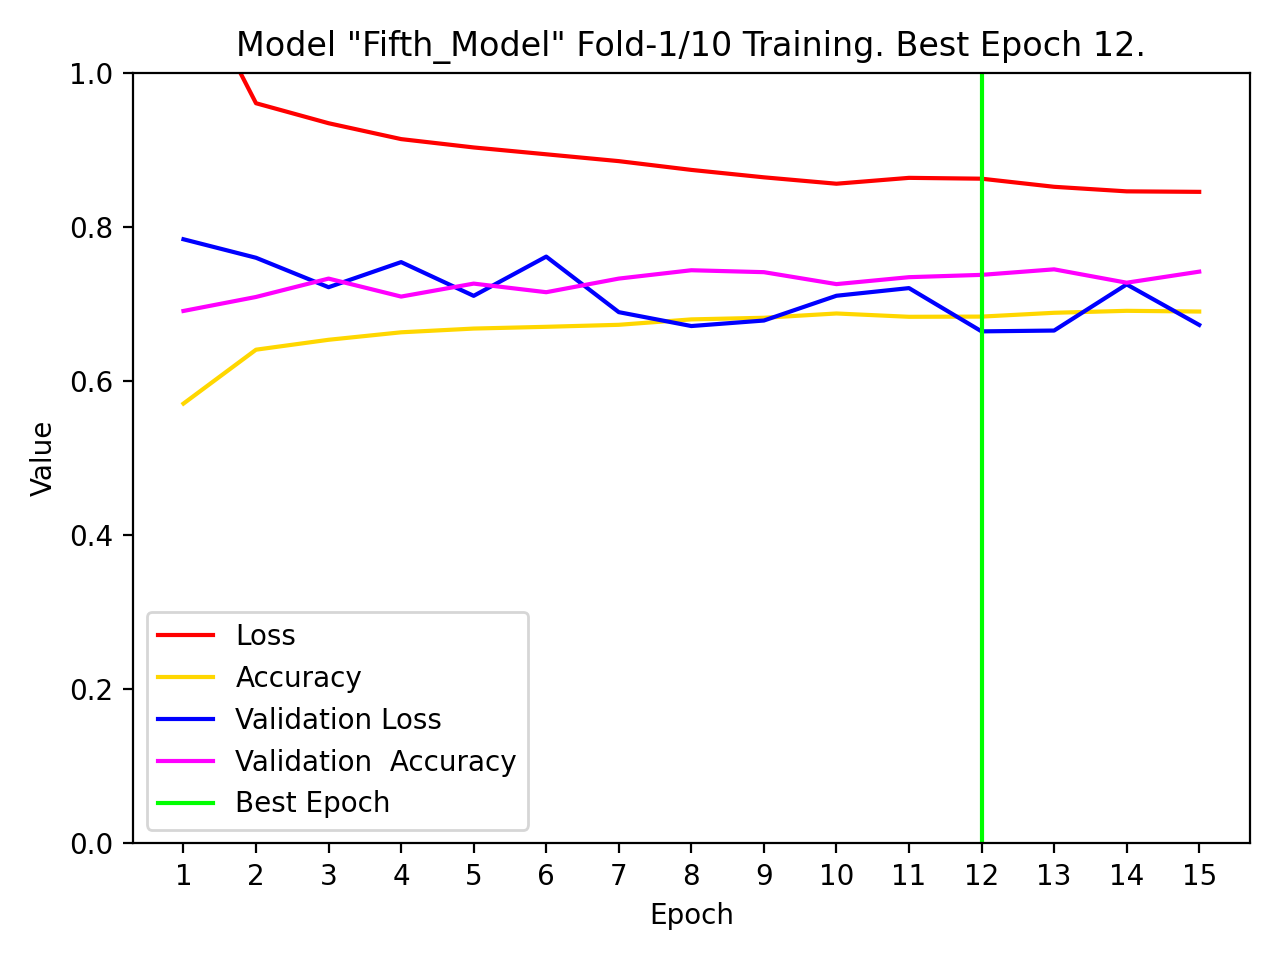 Model "Fifth_Model" Fold-1/10 Training. Best Epoch 12.
1.0
0.8
0.6
0.4
0.2
0.0
Value
Loss
Accuracy
Validation Loss
Validation  Accuracy
Best Epoch
1 2 3 4 5 6 7 8 9 10 11 12 13 14 15
Epoch